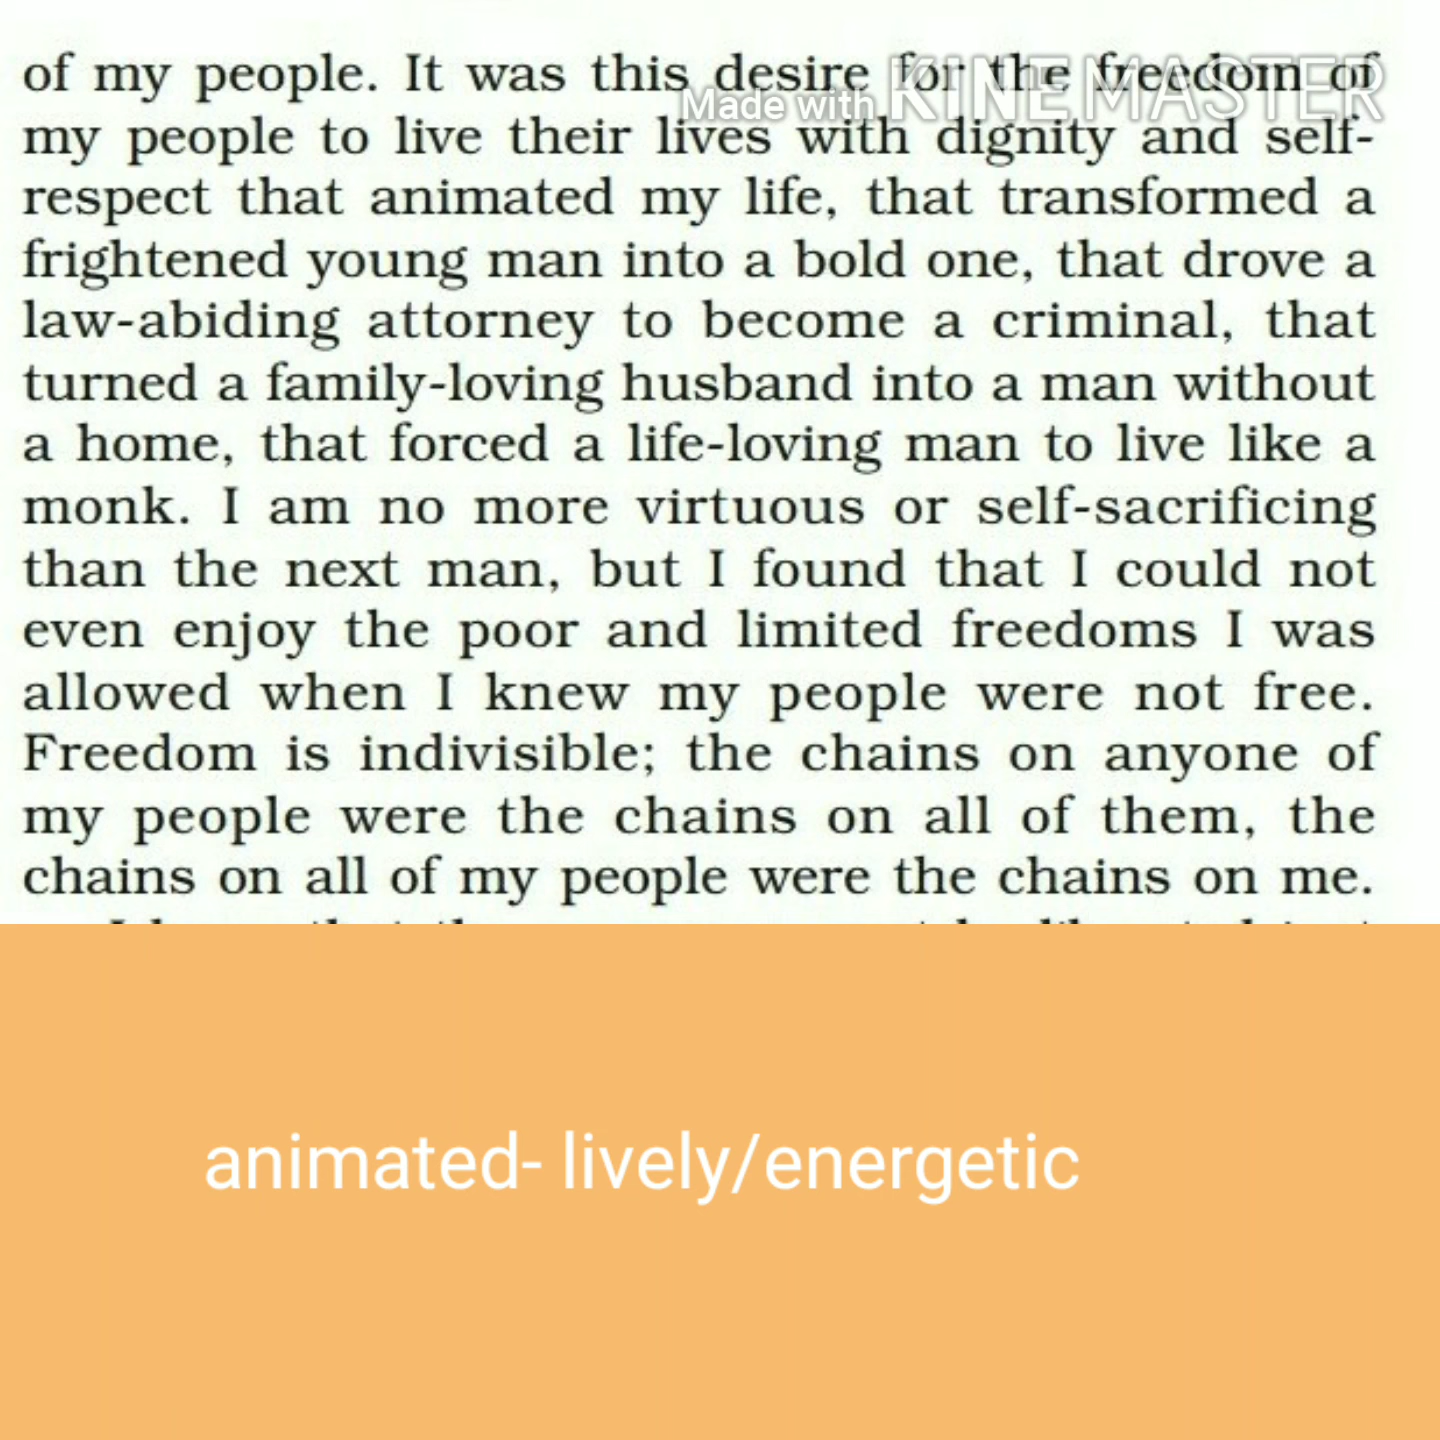 of my people. It was this desire for the freedom of
Made with KINEMASTER
my people to live their lives with dignity and self-
respect that animated my life, that transformed a
frightened young man into a bold one, that drove a
law-abiding attorney to become a criminal, that
turned a family-loving husband into a man without
a home, that forced a life-loving man to live like a
monk. I am no more virtuous or self-sacrificing
than the next man, but I found that I could not
even enjoy the poor and limited freedoms I was
allowed when I knew my people were not free.
Freedom is indivisible; the chains on anyone of
my people were the chains on all of them, the
chains on all of my people were the chains on me.
animated- lively/energetic